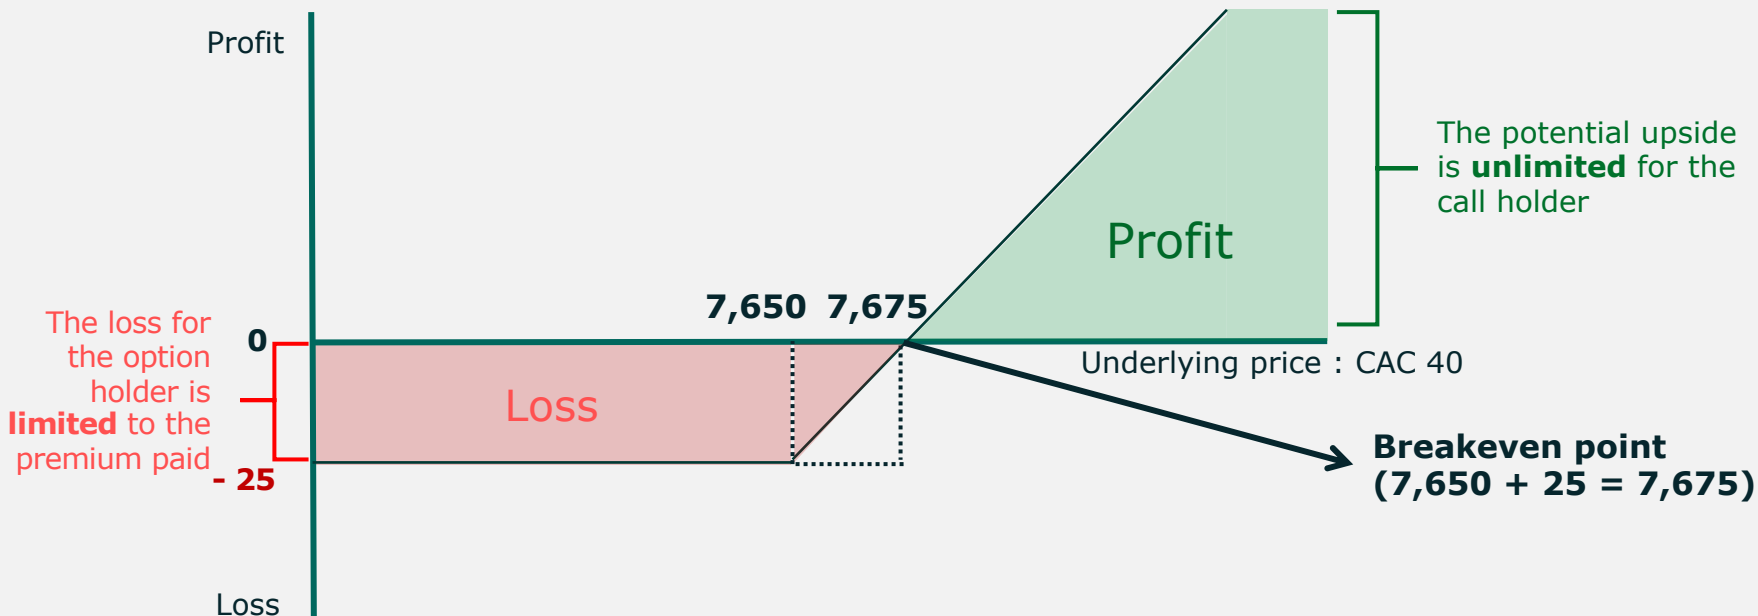 Profit
The potential upside
is unlimited for the
call holder
Profit
7,650 7,675
The loss for
the option
holder is
limited to the
premium paid
0
- 25
Loss
Underlying price : CAC 40
Breakeven point
(7,650 + 25 = 7,675)
Loss